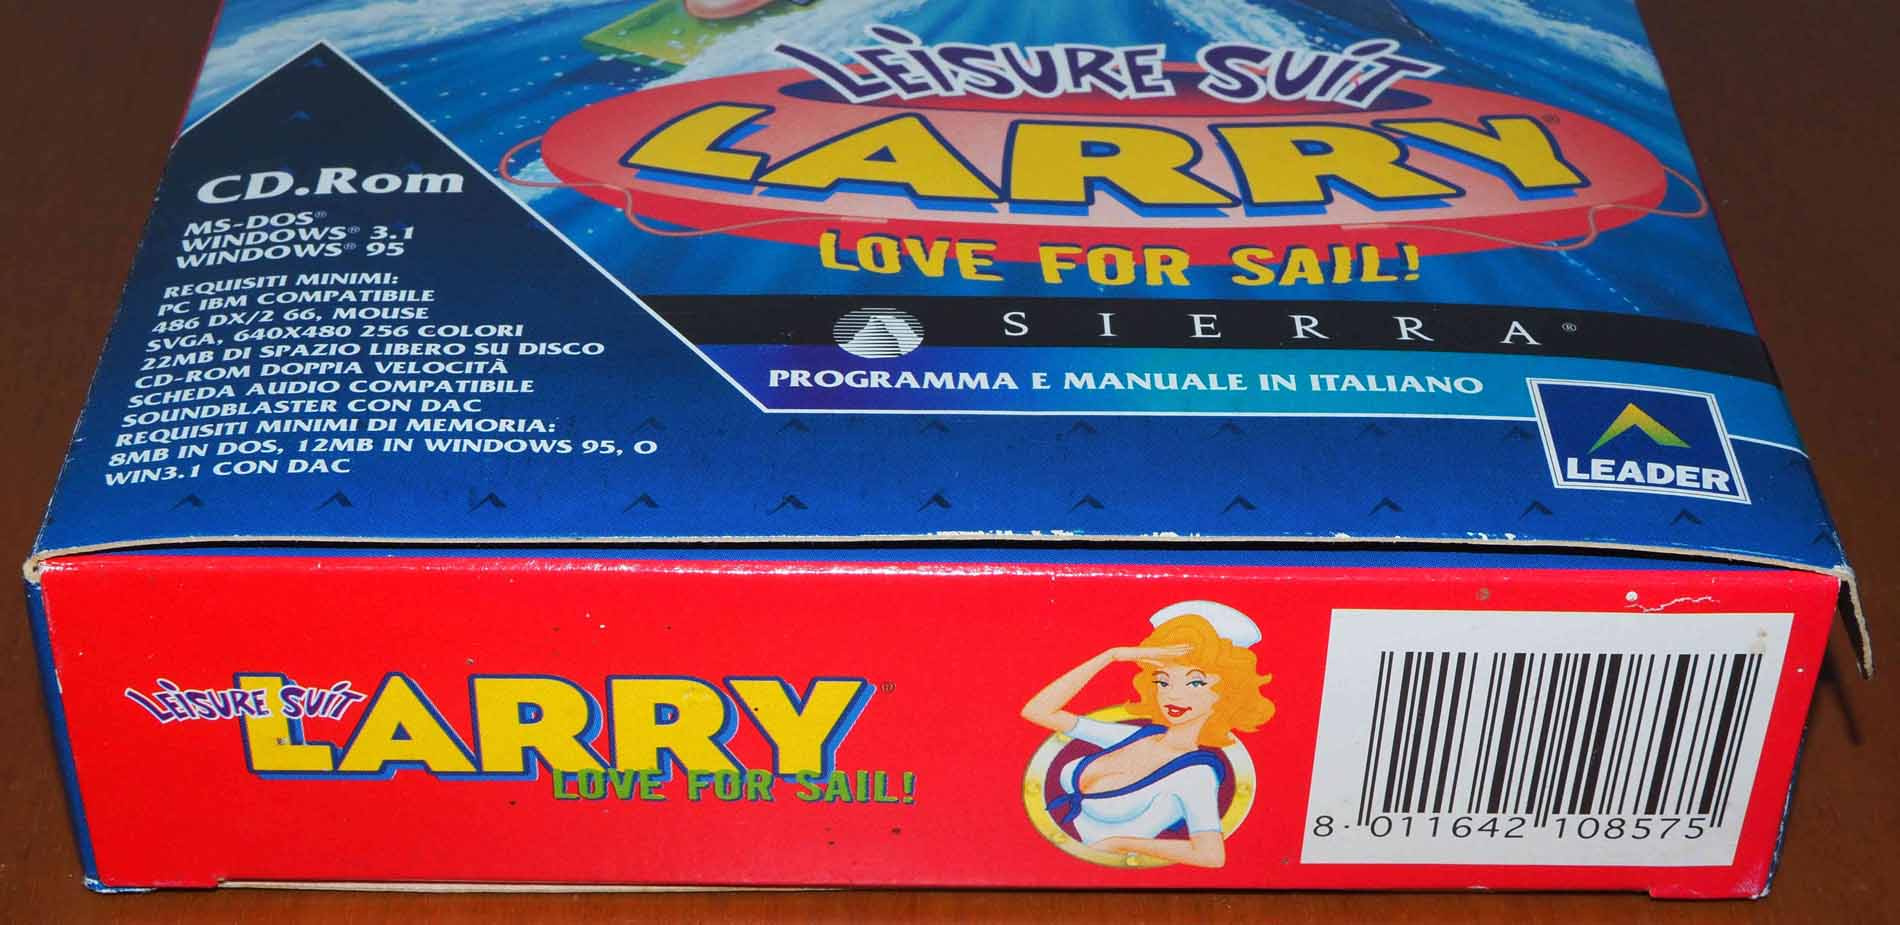 LEiSURE SUiT
LARRY®
LOVE FOR SAIL!
SIERRA®
PROGRAMMA E MANUALE IN ITALIANO
LEADER
CD.Rom
MS-DOS®
WINDOWS® 3.1
WINDOWS® 95
REQUISITI MINIMI:
PC IBM COMPATIBILE
486 DX/2 66, MOUSE
SVGA, 640X480 256 COLORI
22MB DI SPAZIO LIBERO SU DISCO
CD-ROM DOPPIA VELOCITÀ
SCHEDA AUDIO COMPATIBILE
SOUNDBLASTER CON DAC
REQUISITI MINIMI DI MEMORIA:
8MB IN DOS, 12MB IN WINDOWS 95, O
WIN3.1 CON DAC
LEiSURE SUiT
LARRY®
LOVE FOR SAIL!
8 011642 108575